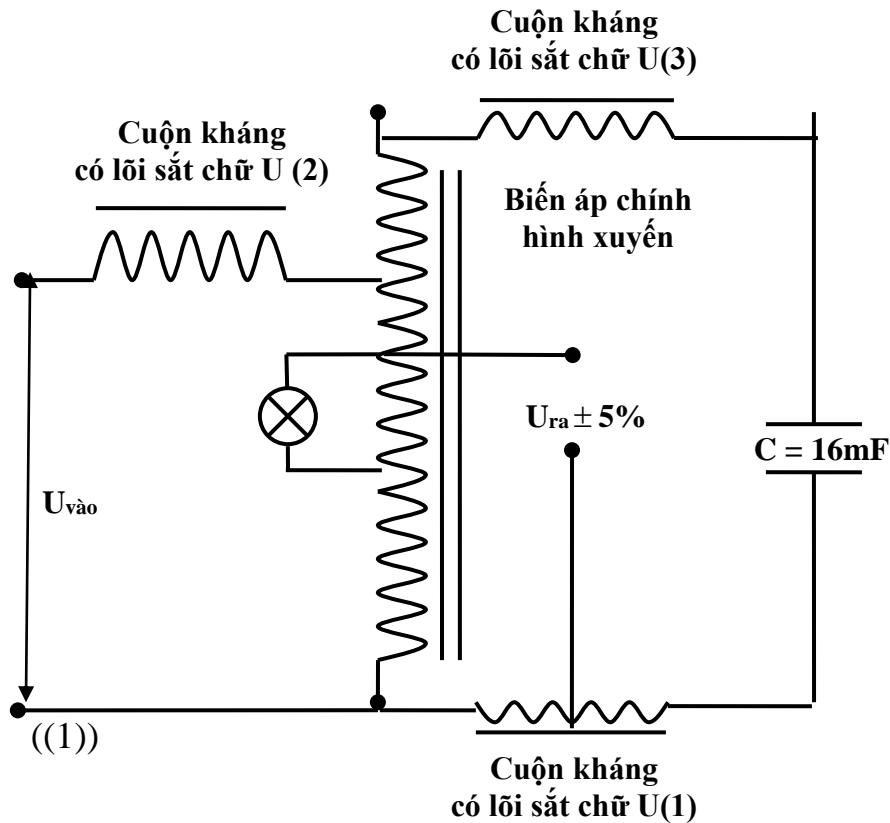 Cuộn kháng
có lõi sắt chữ U(3)
Cuộn kháng
có lõi sắt chữ U (2)
Biến áp chính
hình xuyến
Ura ± 5%
C = 16mF
Uvào
((1))
Cuộn kháng
có lõi sắt chữ U(1)